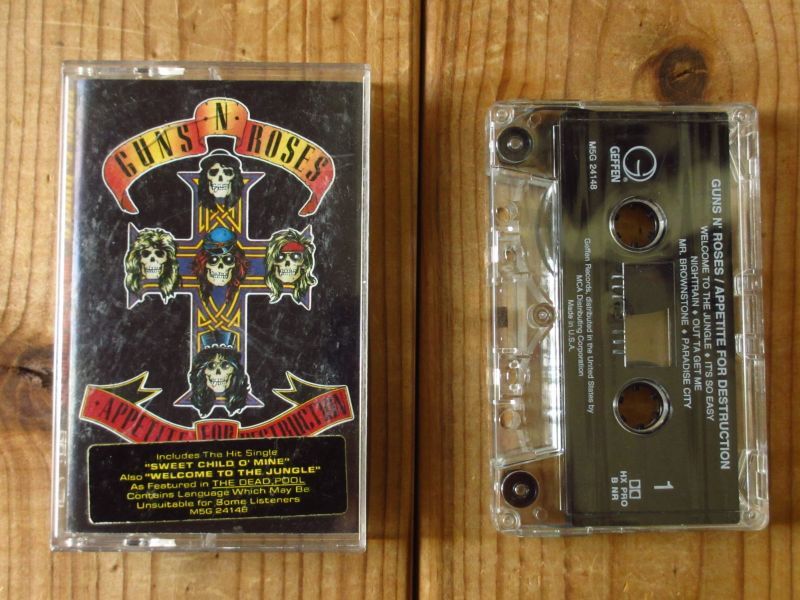 GUNS N' ROSES
APPETITE FOR DESTRUCTION
Includes The Hit Single
"SWEET CHILD O' MINE"
Also "WELCOME TO THE JUNGLE"
As Featured in THE DEAD POOL
Contains Language Which May Be
Unsuitable for Some Listeners
M5G 24148
G
GEFFEN
M5G 24148
GUNS N' ROSES / APPETITE FOR DESTRUCTION
WELCOME TO THE JUNGLE ♦ IT'S SO EASY
NIGHTRAIN ♦ OUT TA GET ME
MR. BROWNSTONE ♦ PARADISE CITY
Geffen Records, distributed in the United States by
MCA Distributing Corporation
Made in U.S.A.
1
HX PRO
B NR